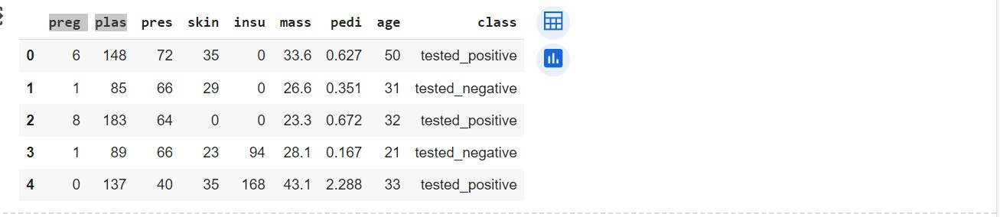 preg plas pres skin insu mass pedi age class
0 6 148 72 35 0 33.6 0.627 50 tested_positive
1 1 85 66 29 0 26.6 0.351 31 tested_negative
2 8 183 64 0 0 23.3 0.672 32 tested_positive
3 1 89 66 23 94 28.1 0.167 21 tested_negative
4 0 137 40 35 168 43.1 2.288 33 tested_positive